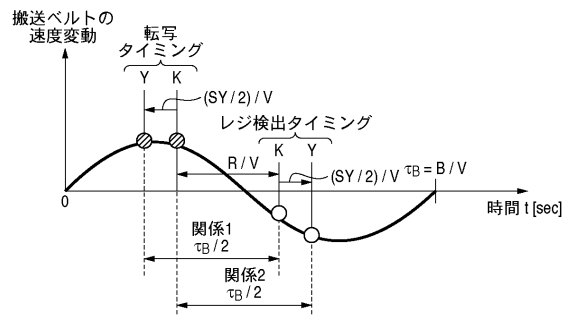 搬送ベルトの
速度変動
転写
タイミング
Y K
(SY/2)/V
レジ検出タイミング
K Y
R/V
(SY/2)/V
τB=B/V
0
時間 t [sec]
関係1
τB/2
関係2
τB/2